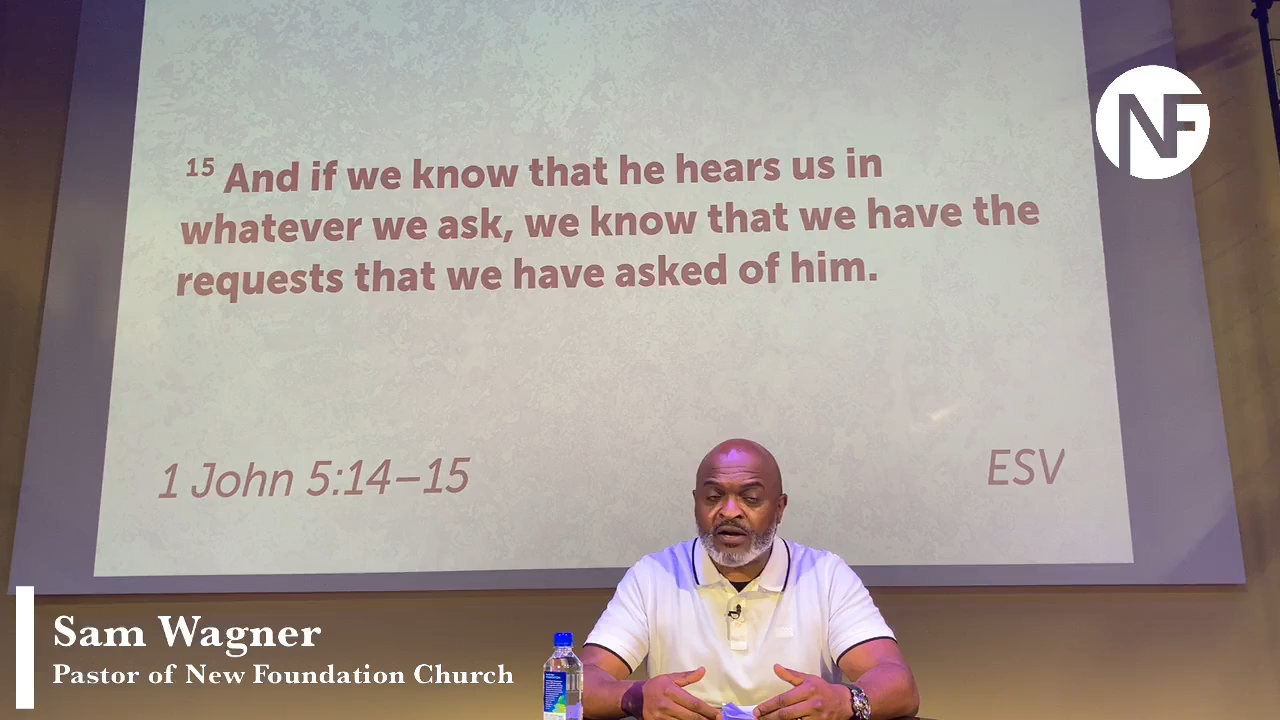 NF
15 And if we know that he hears us in
whatever we ask, we know that we have the
requests that we have asked of him.
1 John 5:14–15
ESV
Sam Wagner
Pastor of New Foundation Church